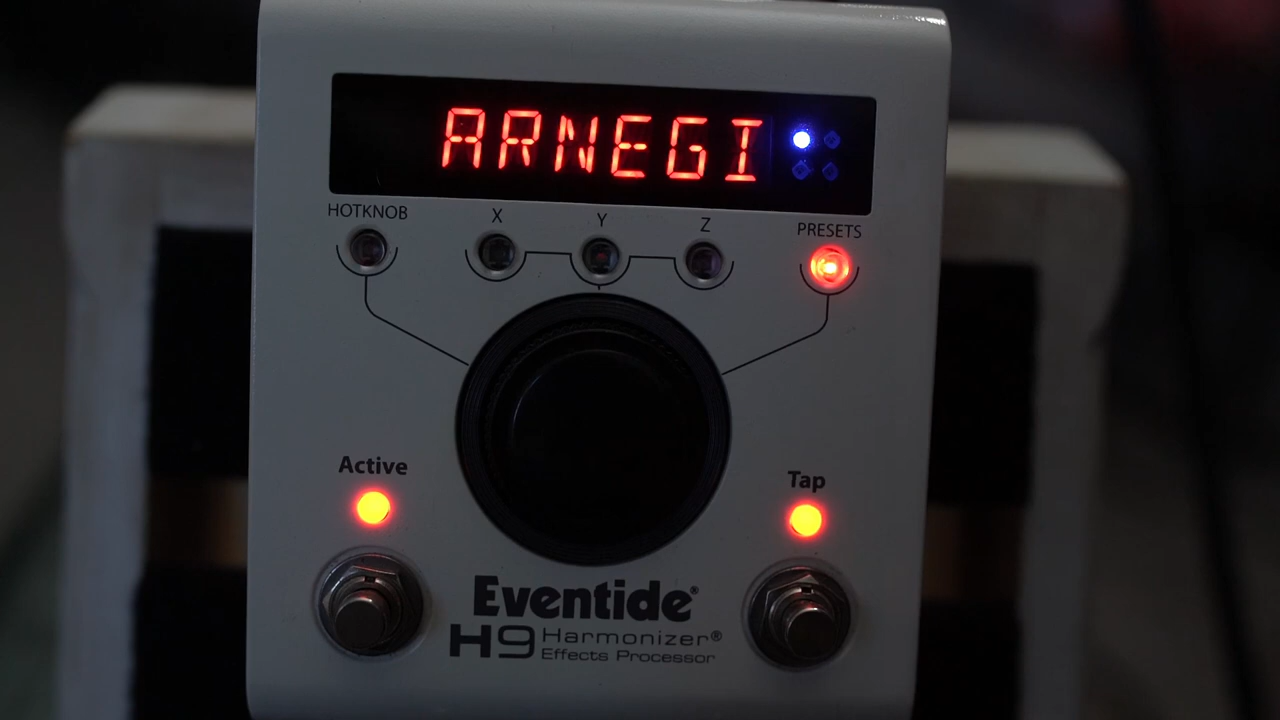 ARNEGI
HOTKNOB X Y Z PRESETS
Active Tap
Eventide®
H9 Harmonizer®
Effects Processor